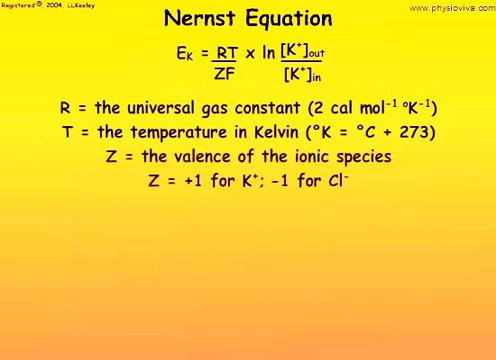 Registered ©, 2004, LLKeeley
www.physioviva.com
Nernst Equation
Eₖ = RT/ZF x ln [K⁺]out/[K⁺]in
R = the universal gas constant (2 cal mol⁻¹ °K⁻¹)
T = the temperature in Kelvin (°K = °C + 273)
Z = the valence of the ionic species
Z = +1 for K⁺; -1 for Cl⁻